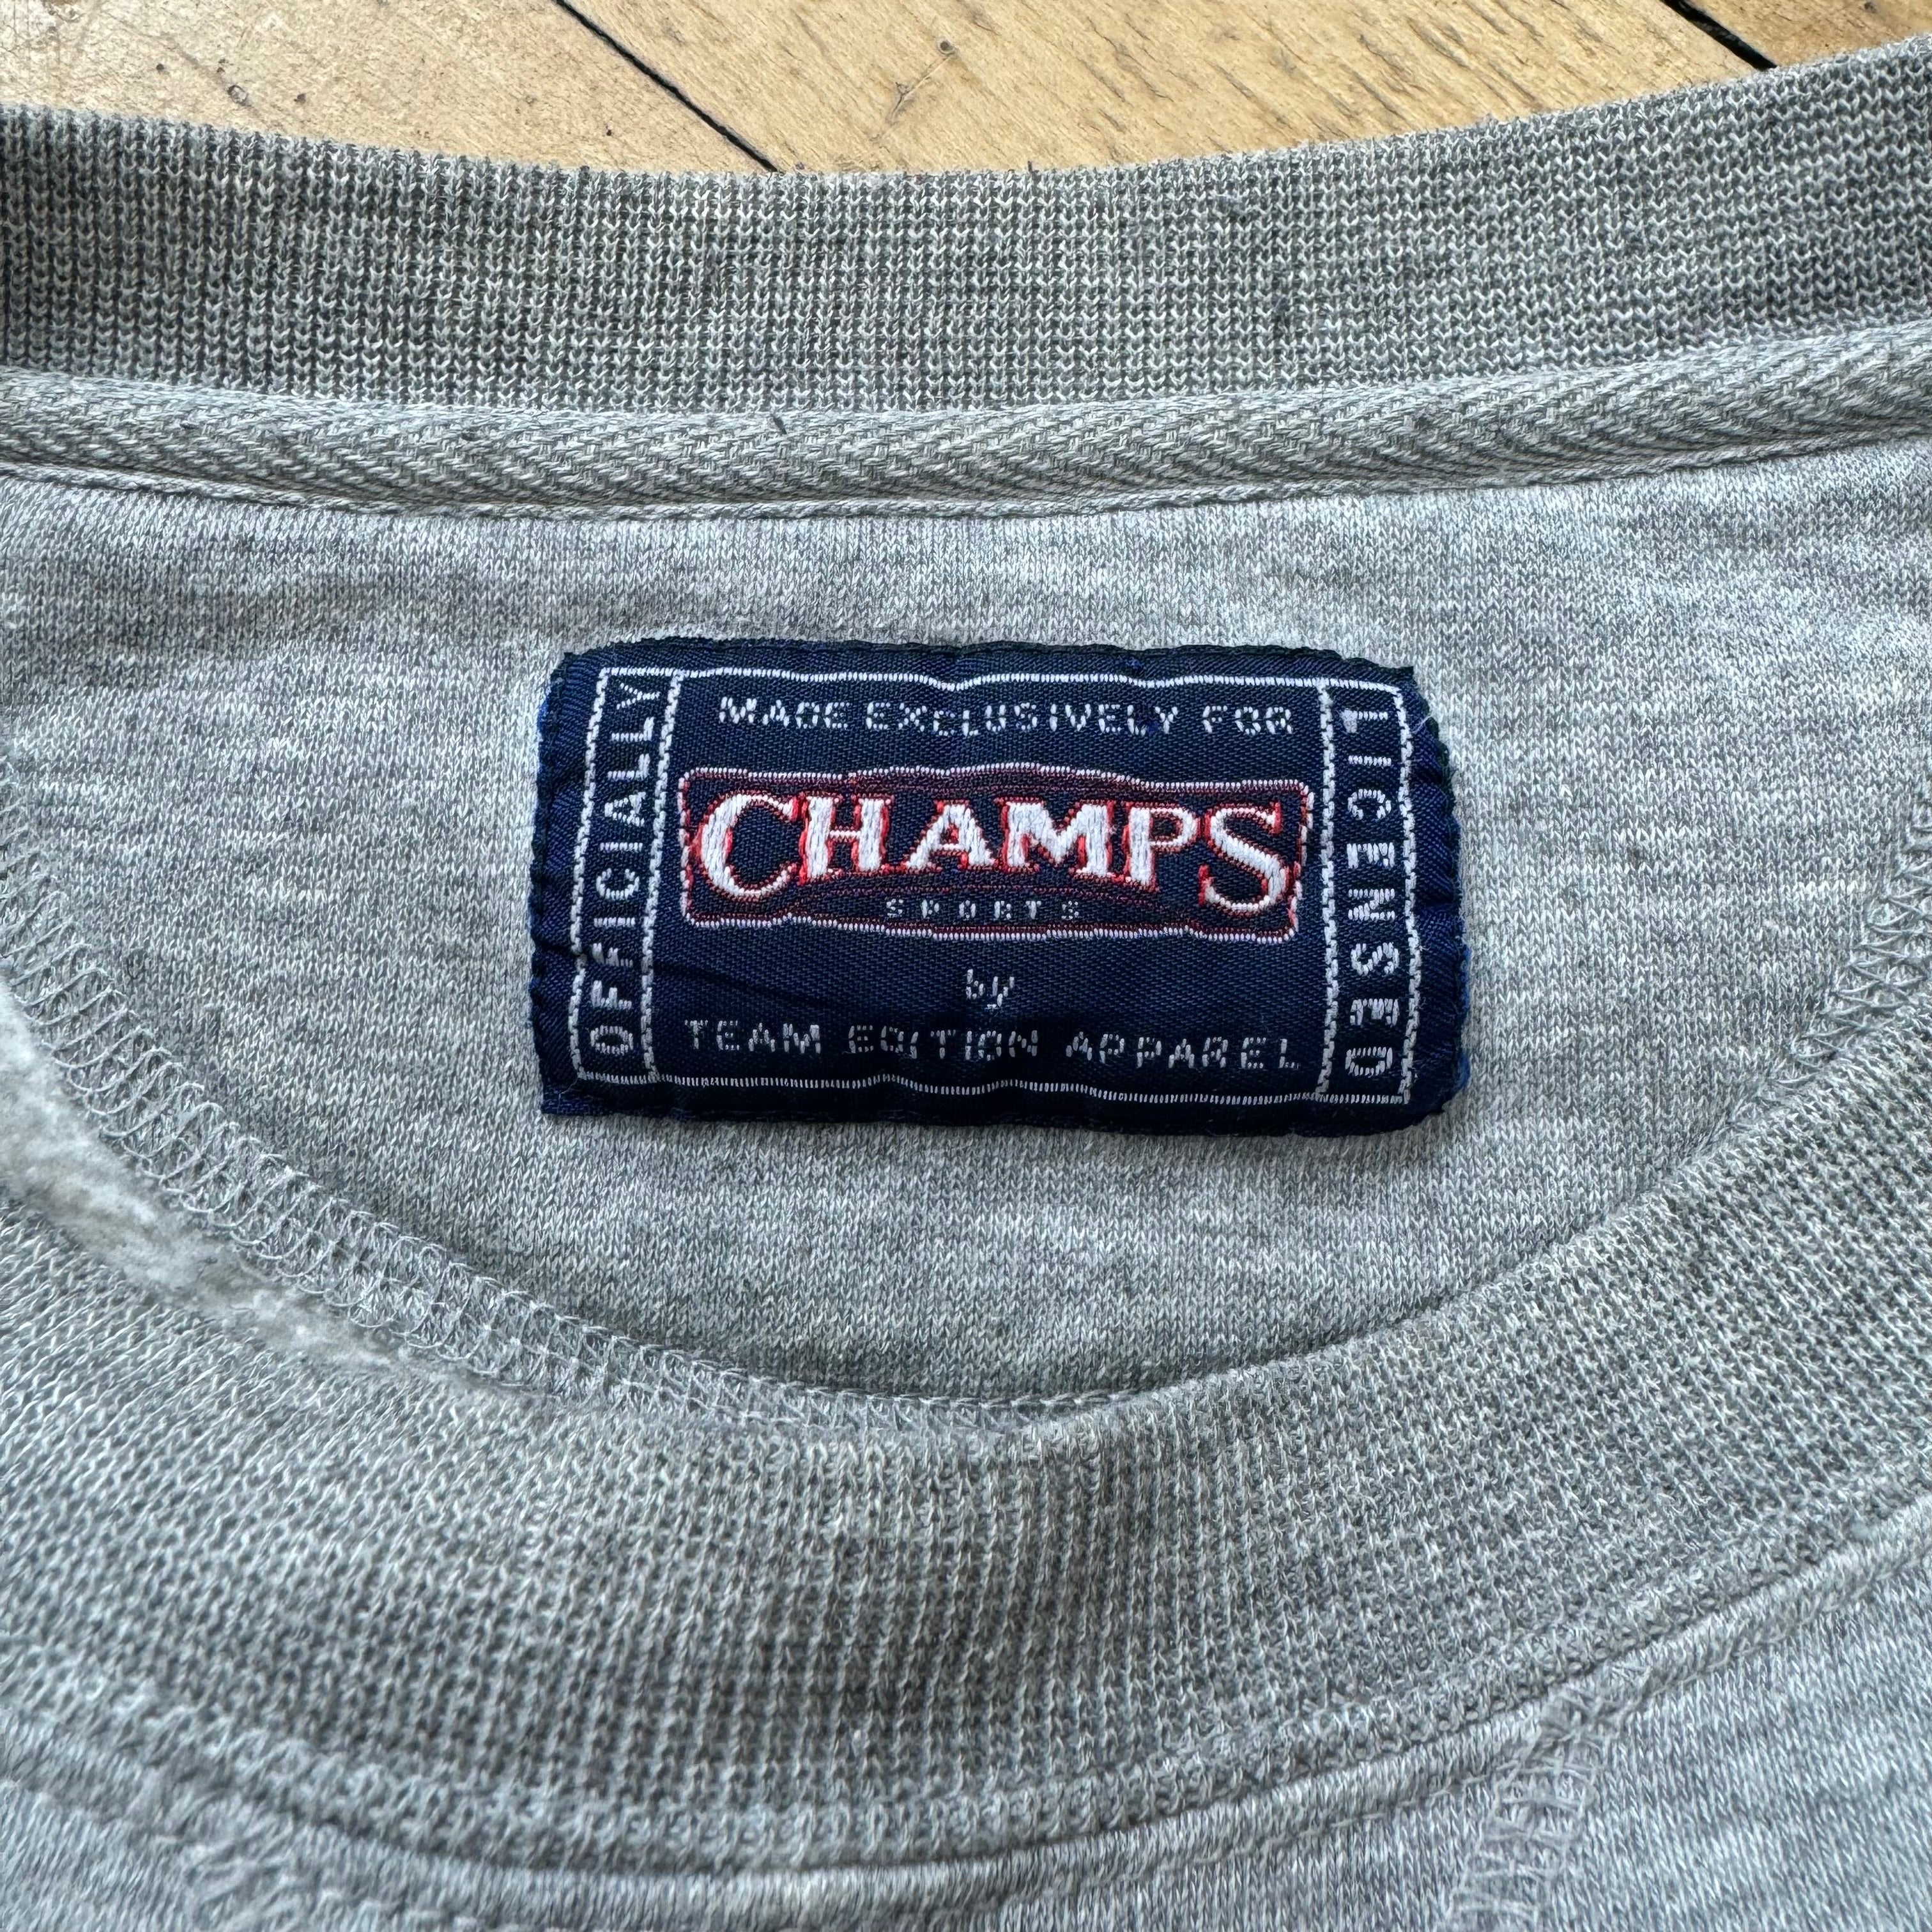 OFFICIALLY
MADE EXCLUSIVELY FOR
CHAMPS
SPORTS
by
TEAM EDITION APPAREL
LICENSED